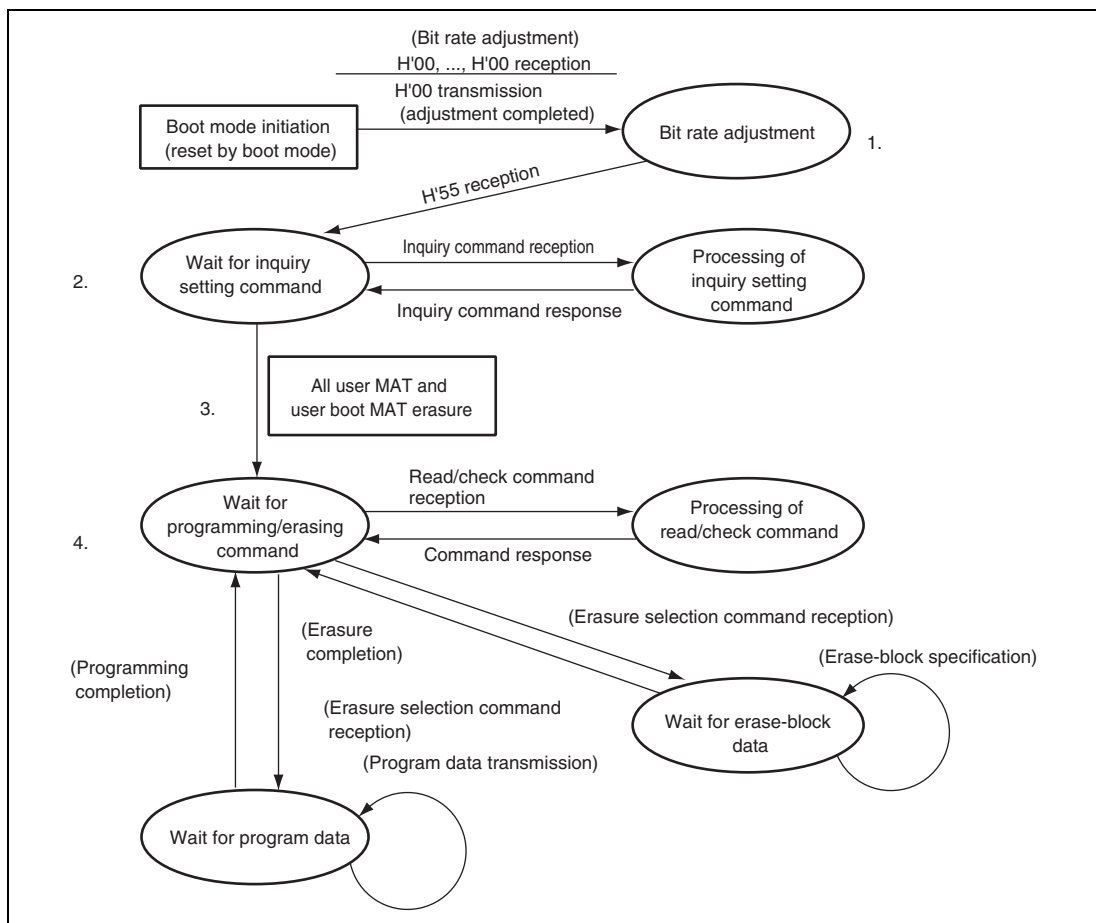 (Bit rate adjustment)
H'00, ..., H'00 reception
H'00 transmission
(adjustment completed)
Boot mode initiation
(reset by boot mode)
Bit rate adjustment
1.
H'55 reception
2.
Wait for inquiry
setting command
Inquiry command reception
Inquiry command response
Processing of
inquiry setting
command
3.
All user MAT and
user boot MAT erasure
4.
Wait for
programming/erasing
command
Read/check command
reception
Command response
Processing of
read/check command
(Erasure selection command reception)
(Erasure
completion)
(Programming
completion)
(Erase-block specification)
(Erasure selection command
reception)
Wait for erase-block
data
(Program data transmission)
Wait for program data